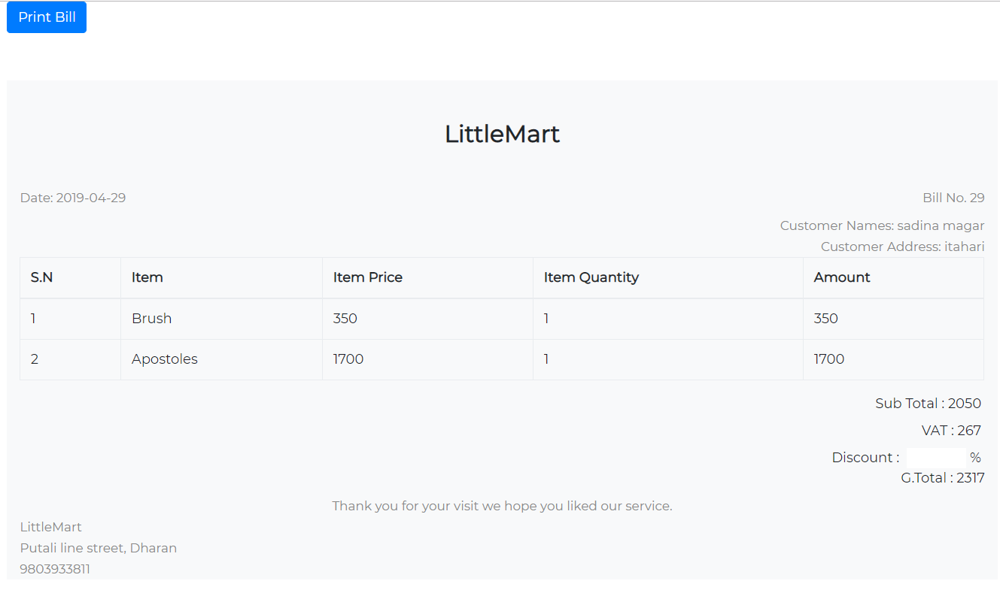 Print Bill
LittleMart
Date: 2019-04-29 Bill No. 29
Customer Names: sadina magar
Customer Address: itahari
S.N Item Item Price Item Quantity Amount
1 Brush 350 1 350
2 Apostoles 1700 1 1700
Sub Total : 2050
VAT : 267
Discount : %
G.Total : 2317
Thank you for your visit we hope you liked our service.
LittleMart
Putali line street, Dharan
9803933811